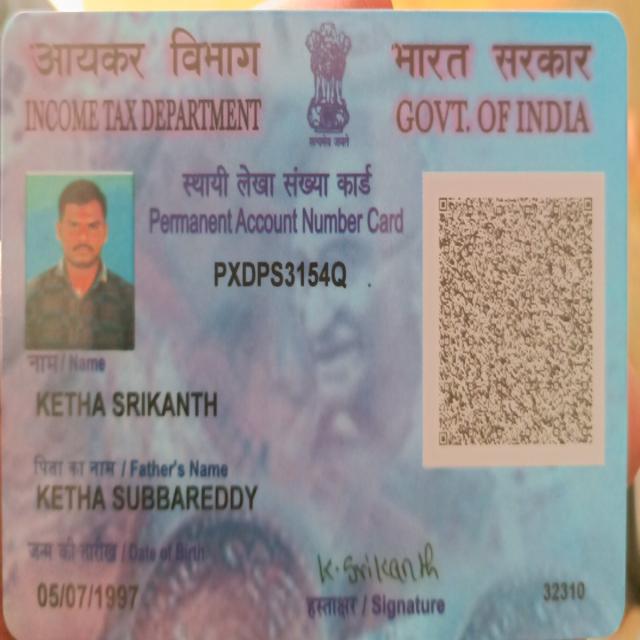 आयकर विभाग
INCOME TAX DEPARTMENT
भारत सरकार
GOVT. OF INDIA
सत्यमेव जयते
स्थायी लेखा संख्या कार्ड
Permanent Account Number Card
PXDPS3154Q
नाम / Name
KETHA SRIKANTH
पिता का नाम / Father's Name
KETHA SUBBAREDDY
जन्म की तारीख / Date of Birth
05/07/1997
K. Srikanth
हस्ताक्षर / Signature
32310